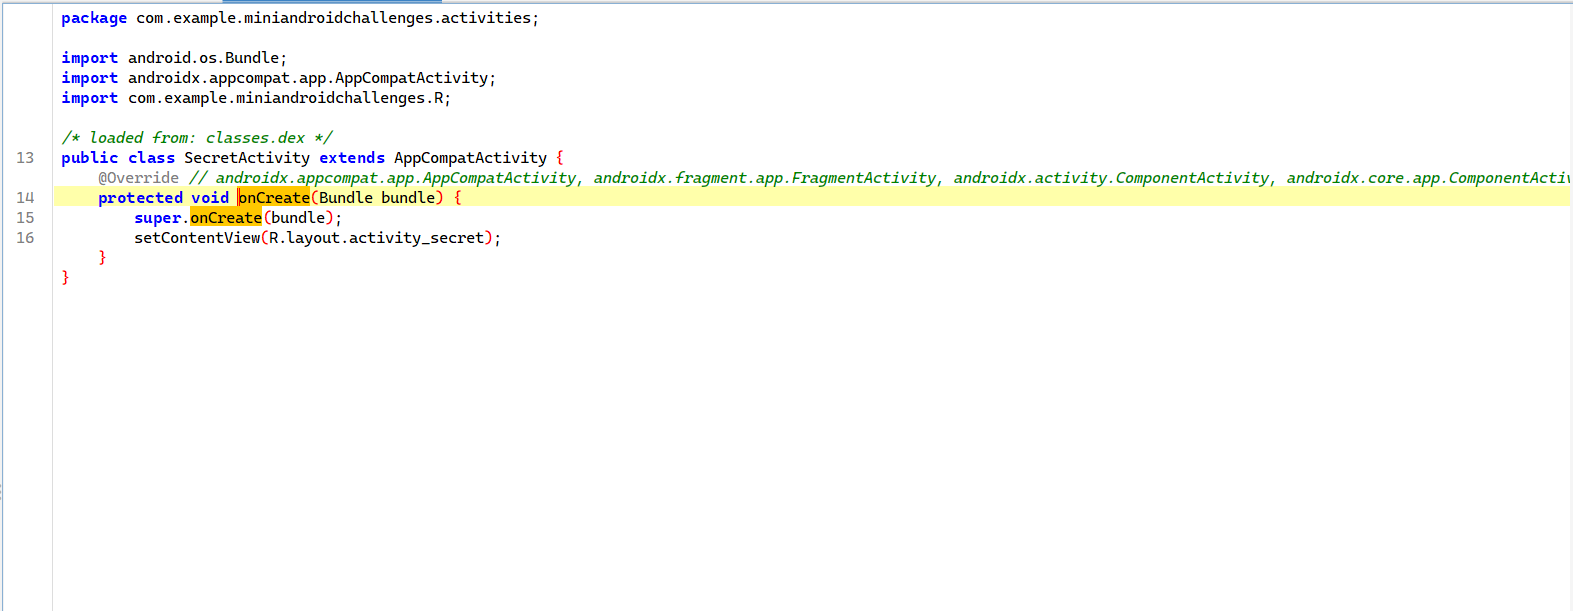 package com.example.miniandroidchallenges.activities;
import android.os.Bundle;
import androidx.appcompat.app.AppCompatActivity;
import com.example.miniandroidchallenges.R;
/* loaded from: classes.dex */
13 public class SecretActivity extends AppCompatActivity {
@Override // androidx.appcompat.app.AppCompatActivity, androidx.fragment.app.FragmentActivity, androidx.activity.ComponentActivity, androidx.core.app.ComponentActiv
14 protected void onCreate(Bundle bundle) {
15 super.onCreate(bundle);
16 setContentView(R.layout.activity_secret);
}
}